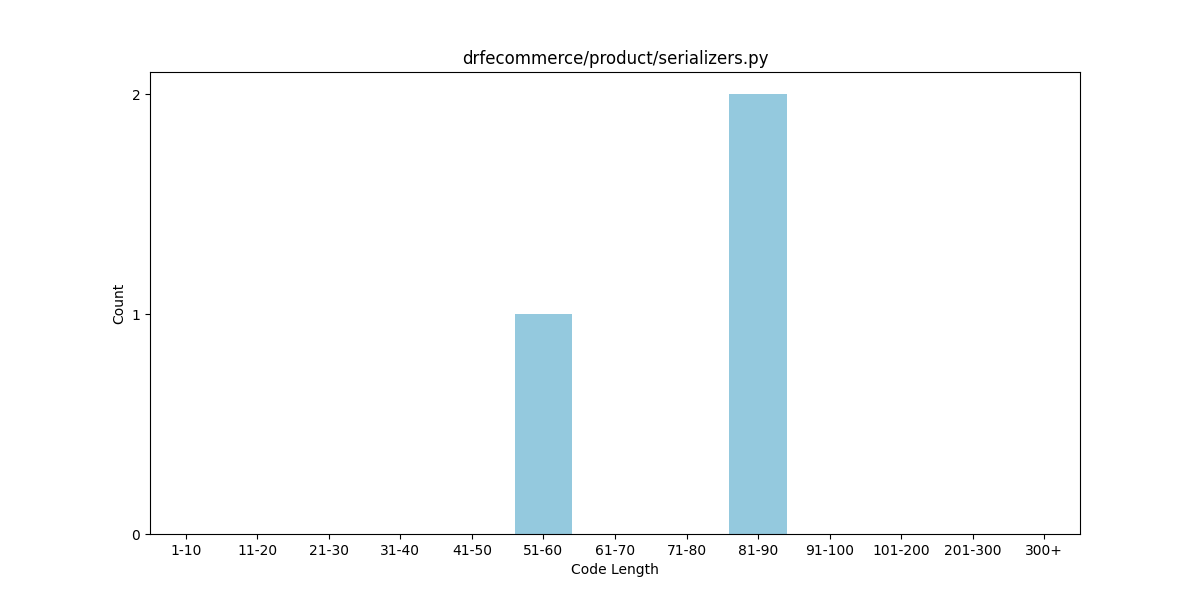 drfecommerce/product/serializers.py
2
1
0
Count
1-10 11-20 21-30 31-40 41-50 51-60 61-70 71-80 81-90 91-100 101-200 201-300 300+
Code Length